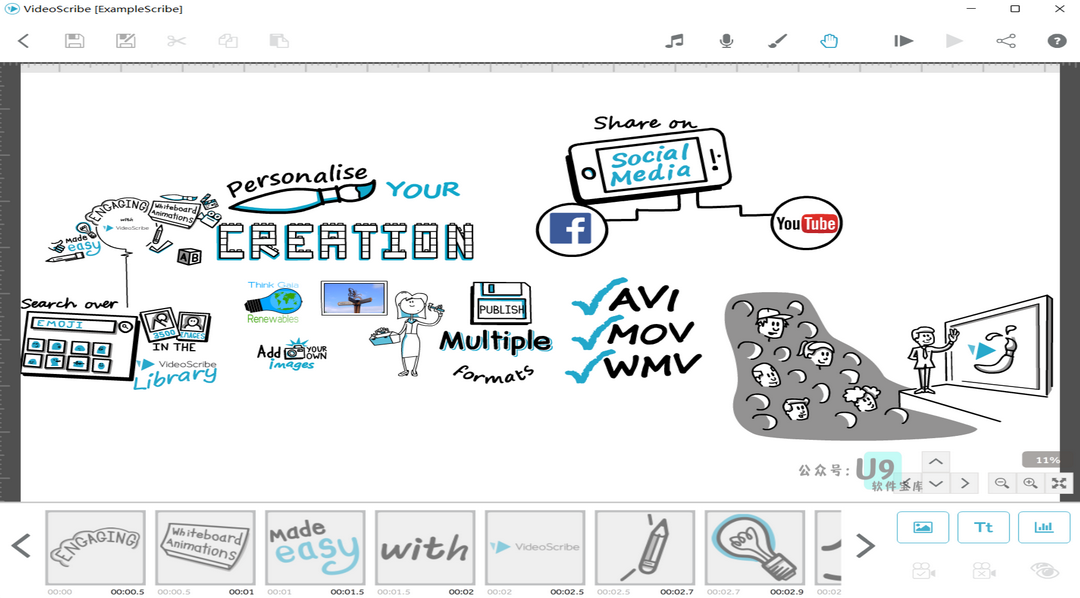 VideoScribe [ExampleScribe]
Share on
Social
Media
Personalise
YOUR
CREATION
ENGAGING
with
VideoScribe
Whiteboard
Animations
Made
easy
AB
YouTube
Search over
EMOJI
3500
IMAGES
IN THE
VideoScribe
Library
Think Gaia
Renewables
Add YOUR
OWN
images
PUBLISH
Multiple
formats
AVI
MOV
WMV
11%
公众号:U9
软件宝库
ENGAGING
Whiteboard
Animations
Made
easy
with
VideoScribe
Tt
00:00 00:00.5 00:00.5 00:01 00:01 00:01.5 00:01.5 00:02 00:02 00:02.5 00:02.5 00:02.7 00:02.7 00:02.9 00:02.9